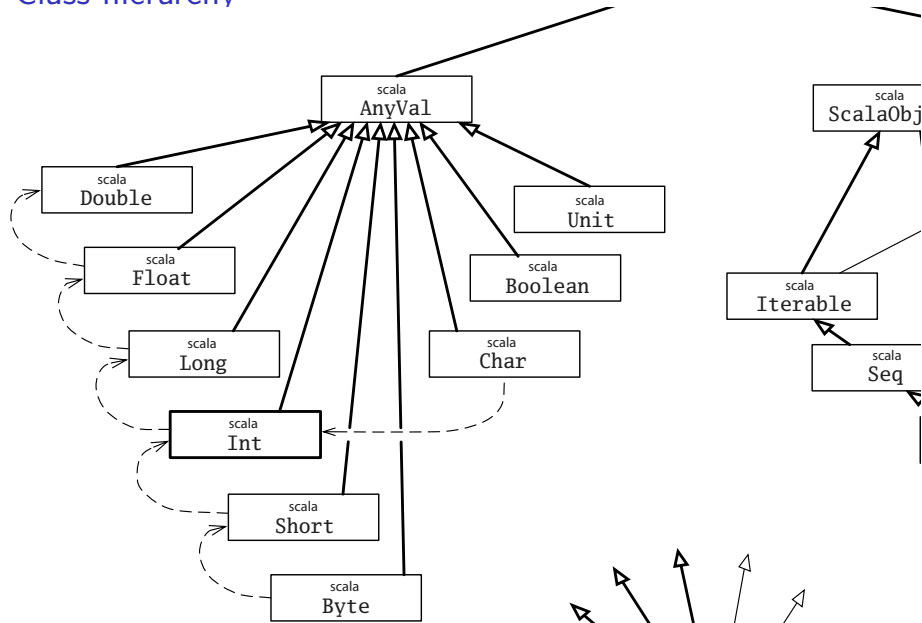 Class hierarchy
scala
AnyVal
scala
ScalaObj
scala
Double
scala
Unit
scala
Float
scala
Boolean
scala
Iterable
scala
Long
scala
Char
scala
Seq
scala
Int
scala
Short
scala
Byte